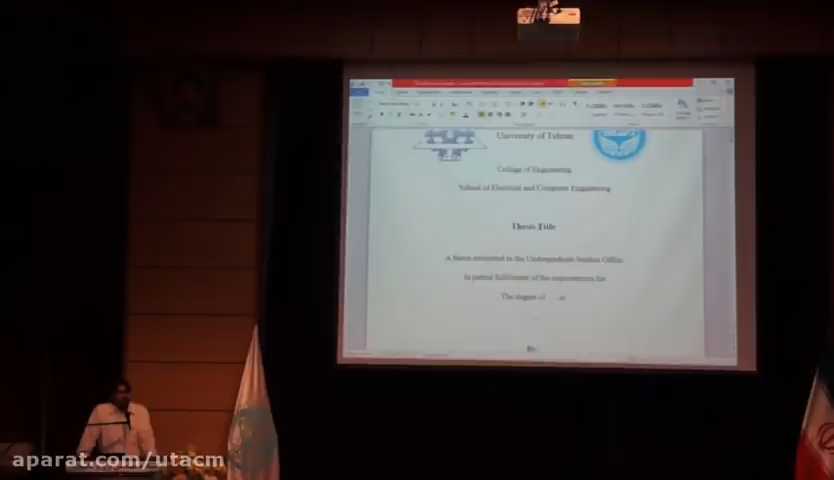 University of Tehran
College of Engineering
School of Electrical and Computer Engineering
Thesis Title
A thesis submitted to the Undergraduate Studies Office
In partial fulfillment of the requirements for
The degree of in
By:
aparat.com/utacm